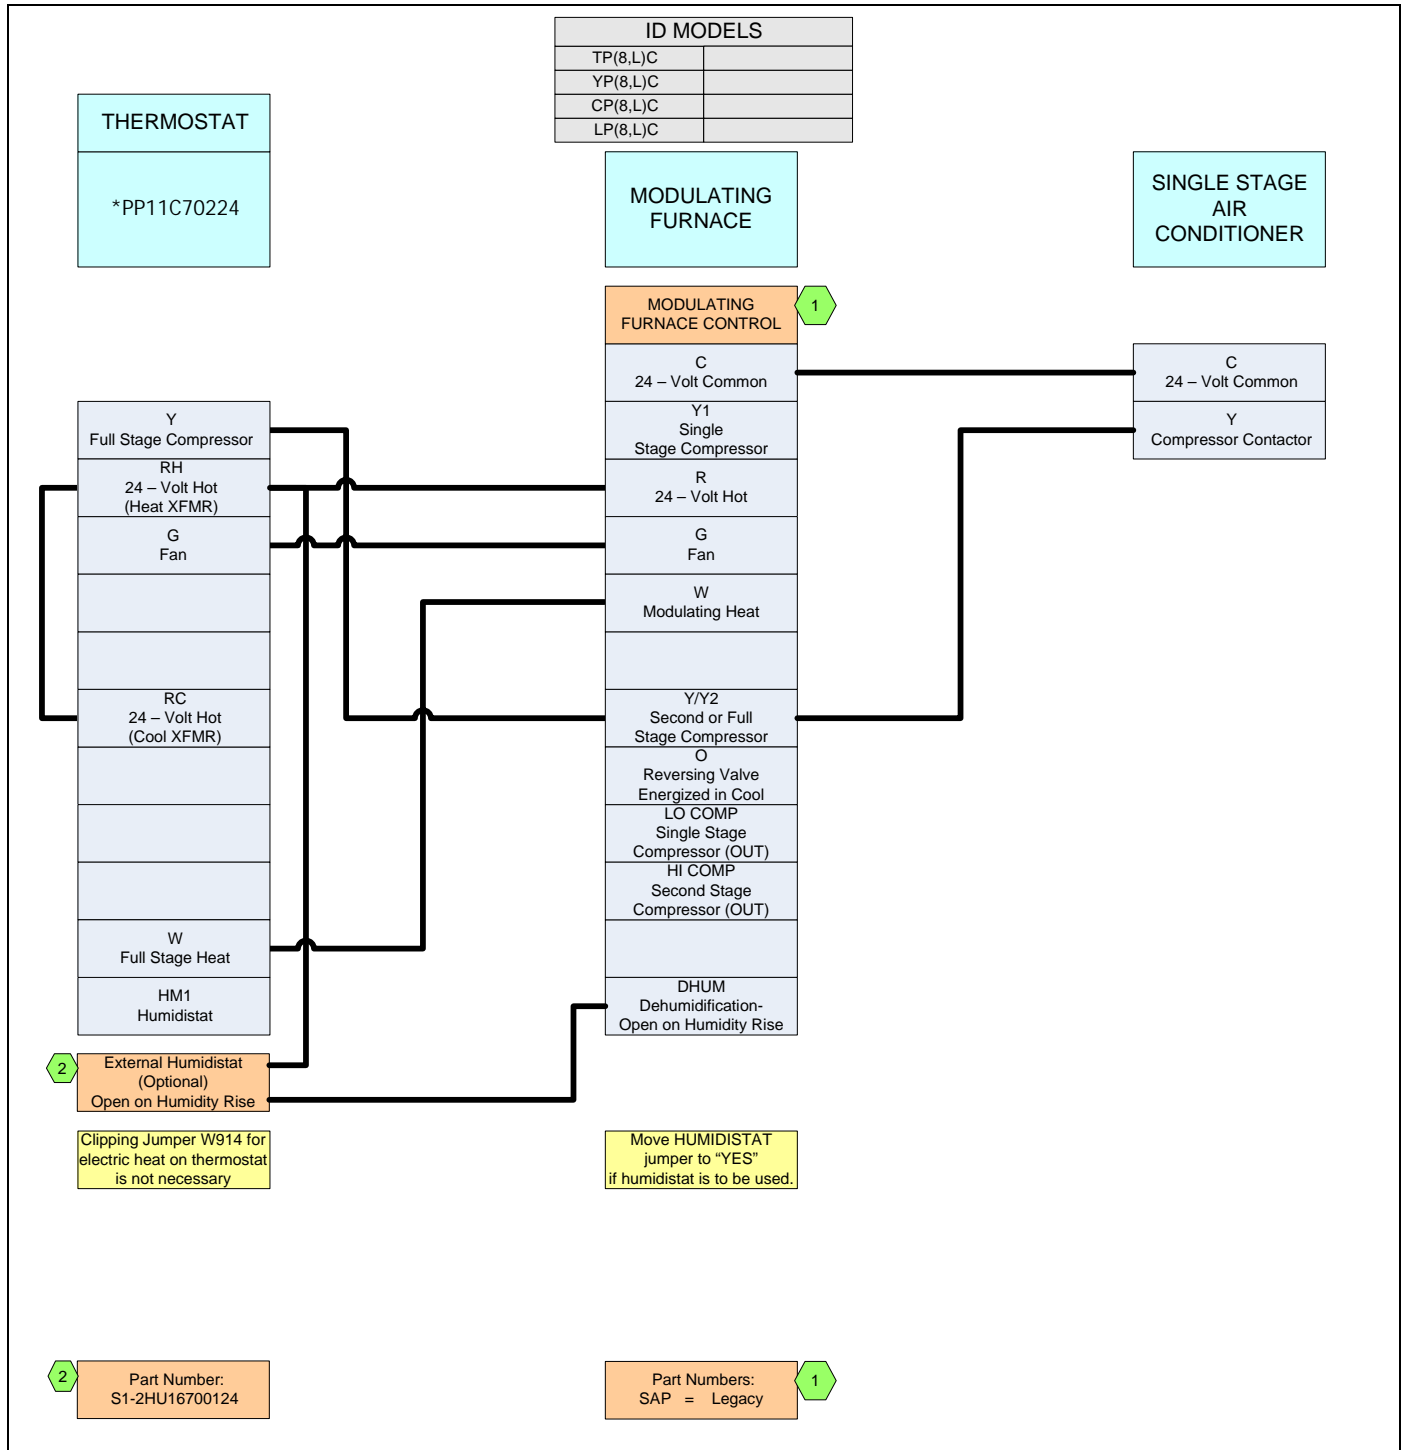 ID MODELS
TP(8,L)C
YP(8,L)C
CP(8,L)C
LP(8,L)C
THERMOSTAT
*PP11C70224
MODULATING
FURNACE
SINGLE STAGE
AIR
CONDITIONER
MODULATING
FURNACE CONTROL
1
C
24 – Volt Common
Y1
Single
Stage Compressor
R
24 – Volt Hot
G
Fan
W
Modulating Heat
Y/Y2
Second or Full
Stage Compressor
O
Reversing Valve
Energized in Cool
LO COMP
Single Stage
Compressor (OUT)
HI COMP
Second Stage
Compressor (OUT)
DHUM
Dehumidification-
Open on Humidity Rise
C
24 – Volt Common
Y
Compressor Contactor
Y
Full Stage Compressor
RH
24 – Volt Hot
(Heat XFMR)
G
Fan
RC
24 – Volt Hot
(Cool XFMR)
W
Full Stage Heat
HM1
Humidistat
2
External Humidistat
(Optional)
Open on Humidity Rise
Clipping Jumper W914 for
electric heat on thermostat
is not necessary
Move HUMIDISTAT
jumper to “YES”
if humidistat is to be used.
2
Part Number:
S1-2HU16700124
Part Numbers:
SAP = Legacy
1